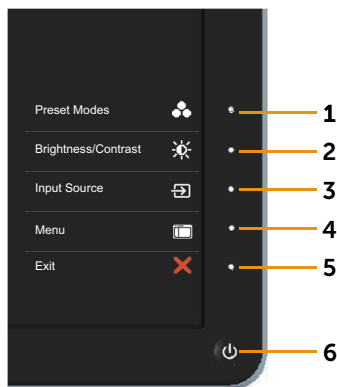 Preset Modes 1
Brightness/Contrast 2
Input Source 3
Menu 4
Exit 5
6